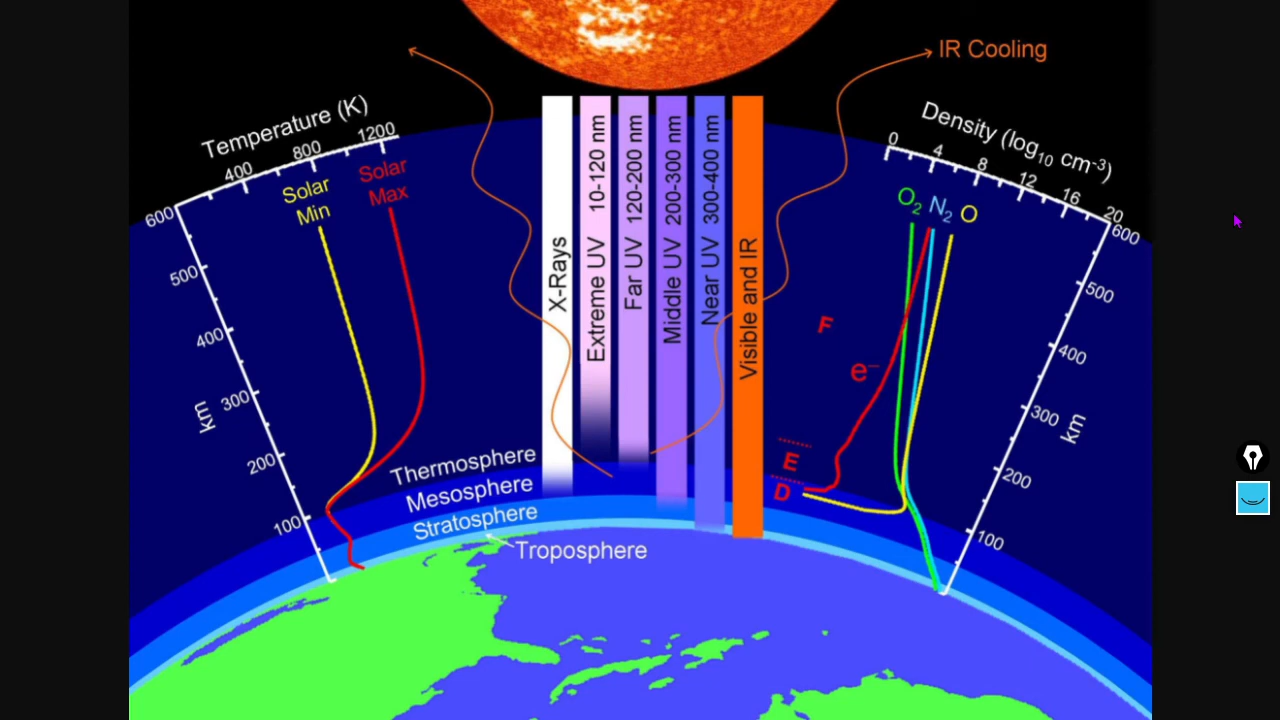 IR Cooling
Temperature (K)
400
800
1200
Solar
Min
Solar
Max
600
500
400
300
200
100
km
X-Rays
Extreme UV 10-120 nm
Far UV 120-200 nm
Middle UV 200-300 nm
Near UV 300-400 nm
Visible and IR
Density (log₁₀ cm⁻³)
0
4
8
12
16
20
O₂ N₂ O
600
500
400
300
200
100
km
F
e⁻
E
D
Thermosphere
Mesosphere
Stratosphere
Troposphere